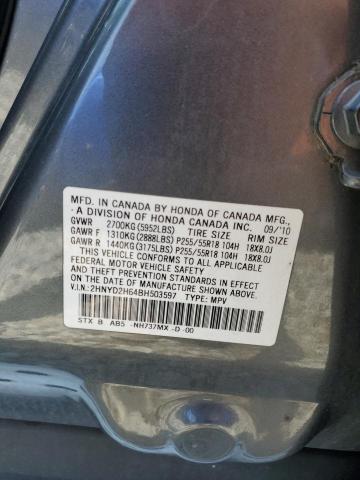 MFD. IN CANADA BY HONDA OF CANADA MFG.,
- A DIVISION OF HONDA CANADA INC. 09/'10
GVWR 2700KG(5952LBS) TIRE SIZE RIM SIZE
GAWR F 1310KG(2888LBS) P255/55R18 104H 18X8.0J
GAWR R 1440KG(3175LBS) P255/55R18 104H 18X8.0J
THIS VEHICLE CONFORMS TO ALL APPLICABLE
FEDERAL MOTOR VEHICLE SAFETY STANDARDS
IN EFFECT ON THE
DATE OF MANUFACTURE SHOWN ABOVE.
V.I.N.: 2HNYD2H64BH503597 TYPE: MPV
STX B AB5 -NH737MX -D -00